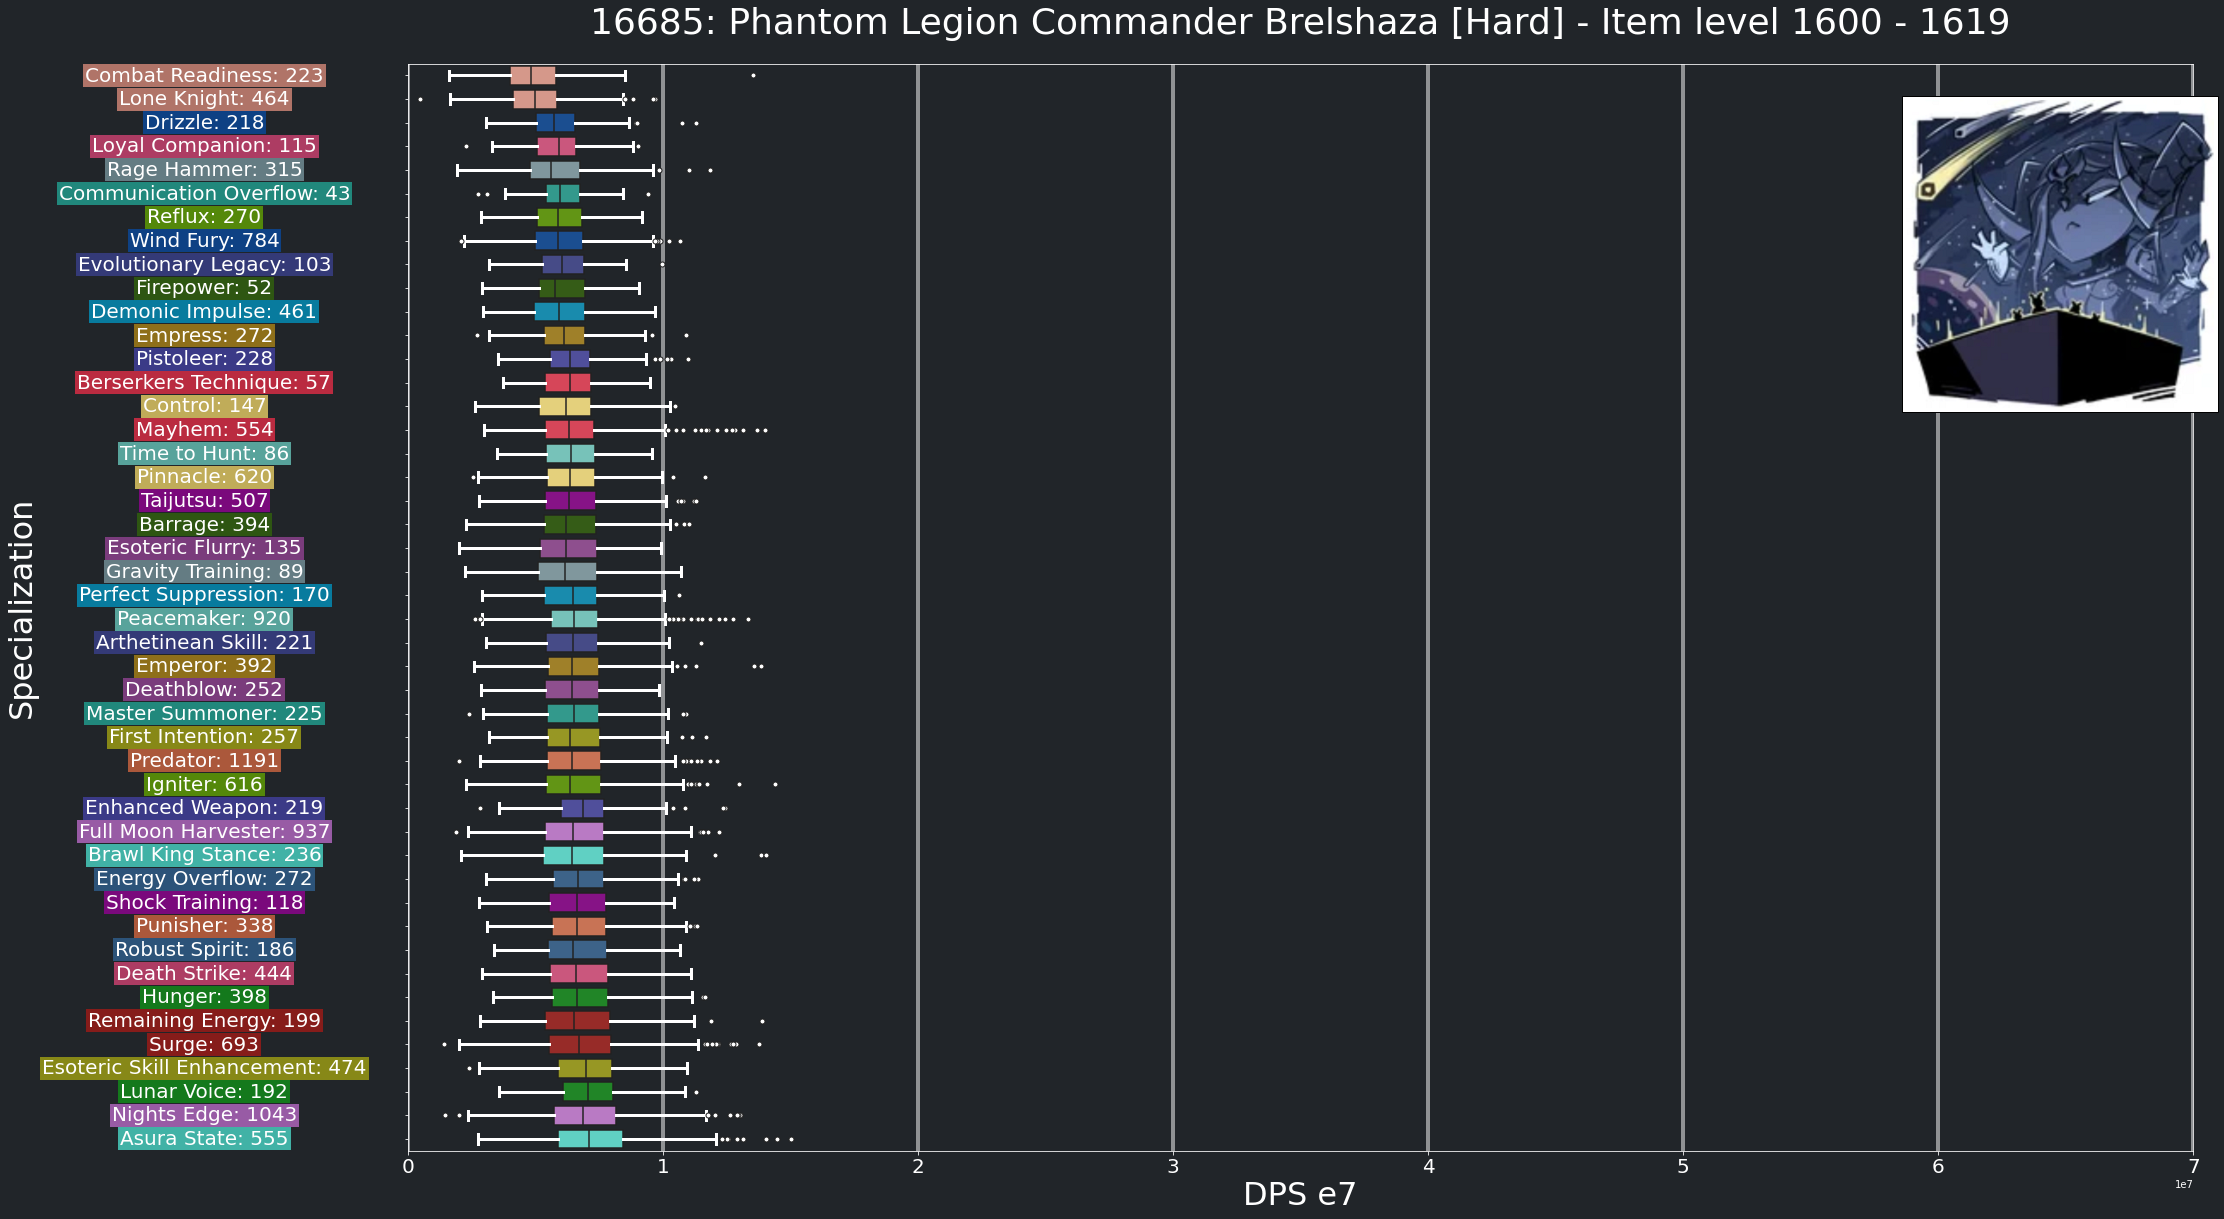 16685: Phantom Legion Commander Brelshaza [Hard] - Item level 1600 - 1619
Specialization
Combat Readiness: 223
Lone Knight: 464
Drizzle: 218
Loyal Companion: 115
Rage Hammer: 315
Communication Overflow: 43
Reflux: 270
Wind Fury: 784
Evolutionary Legacy: 103
Firepower: 52
Demonic Impulse: 461
Empress: 272
Pistoleer: 228
Berserkers Technique: 57
Control: 147
Mayhem: 554
Time to Hunt: 86
Pinnacle: 620
Taijutsu: 507
Barrage: 394
Esoteric Flurry: 135
Gravity Training: 89
Perfect Suppression: 170
Peacemaker: 920
Arthetinean Skill: 221
Emperor: 392
Deathblow: 252
Master Summoner: 225
First Intention: 257
Predator: 1191
Igniter: 616
Enhanced Weapon: 219
Full Moon Harvester: 937
Brawl King Stance: 236
Energy Overflow: 272
Shock Training: 118
Punisher: 338
Robust Spirit: 186
Death Strike: 444
Hunger: 398
Remaining Energy: 199
Surge: 693
Esoteric Skill Enhancement: 474
Lunar Voice: 192
Nights Edge: 1043
Asura State: 555
0 1 2 3 4 5 6 7
1e7
DPS e7